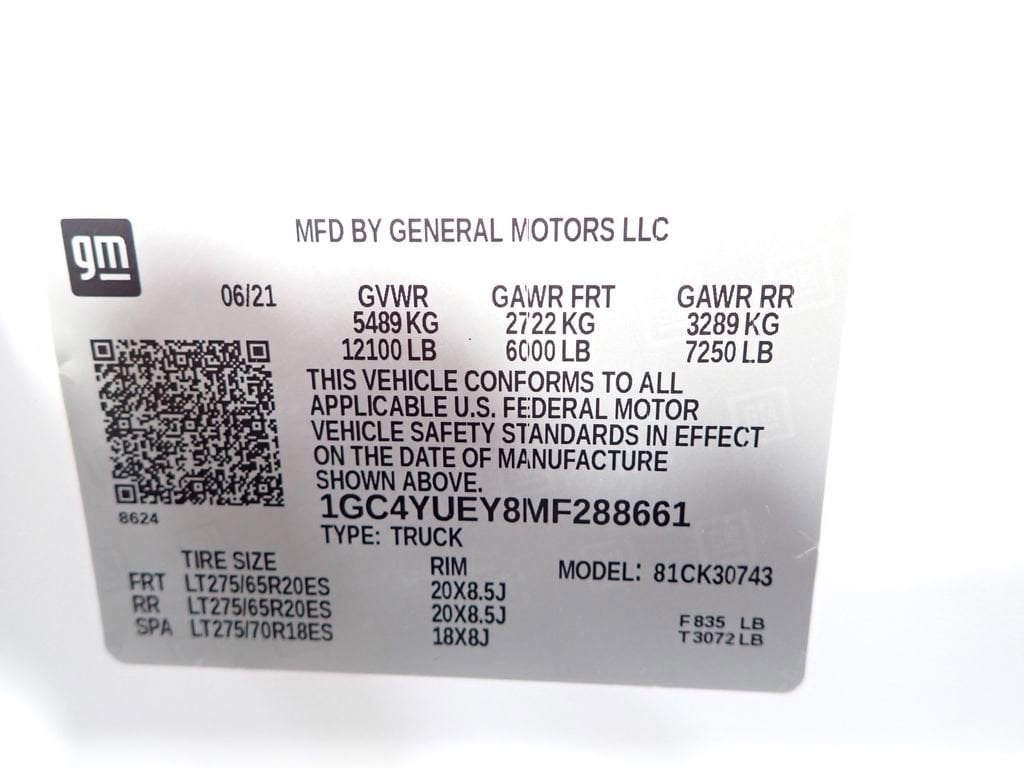 gm
MFD BY GENERAL MOTORS LLC
06/21 GVWR GAWR FRT GAWR RR
5489 KG 2722 KG 3289 KG
12100 LB 6000 LB 7250 LB
THIS VEHICLE CONFORMS TO ALL
APPLICABLE U.S. FEDERAL MOTOR
VEHICLE SAFETY STANDARDS IN EFFECT
ON THE DATE OF MANUFACTURE
SHOWN ABOVE.
1GC4YUEY8MF288661
8624
TYPE: TRUCK
TIRE SIZE RIM MODEL: 81CK30743
FRT LT275/65R20ES 20X8.5J
RR LT275/65R20ES 20X8.5J
SPA LT275/70R18ES 18X8J
F 835 LB
T 3072 LB